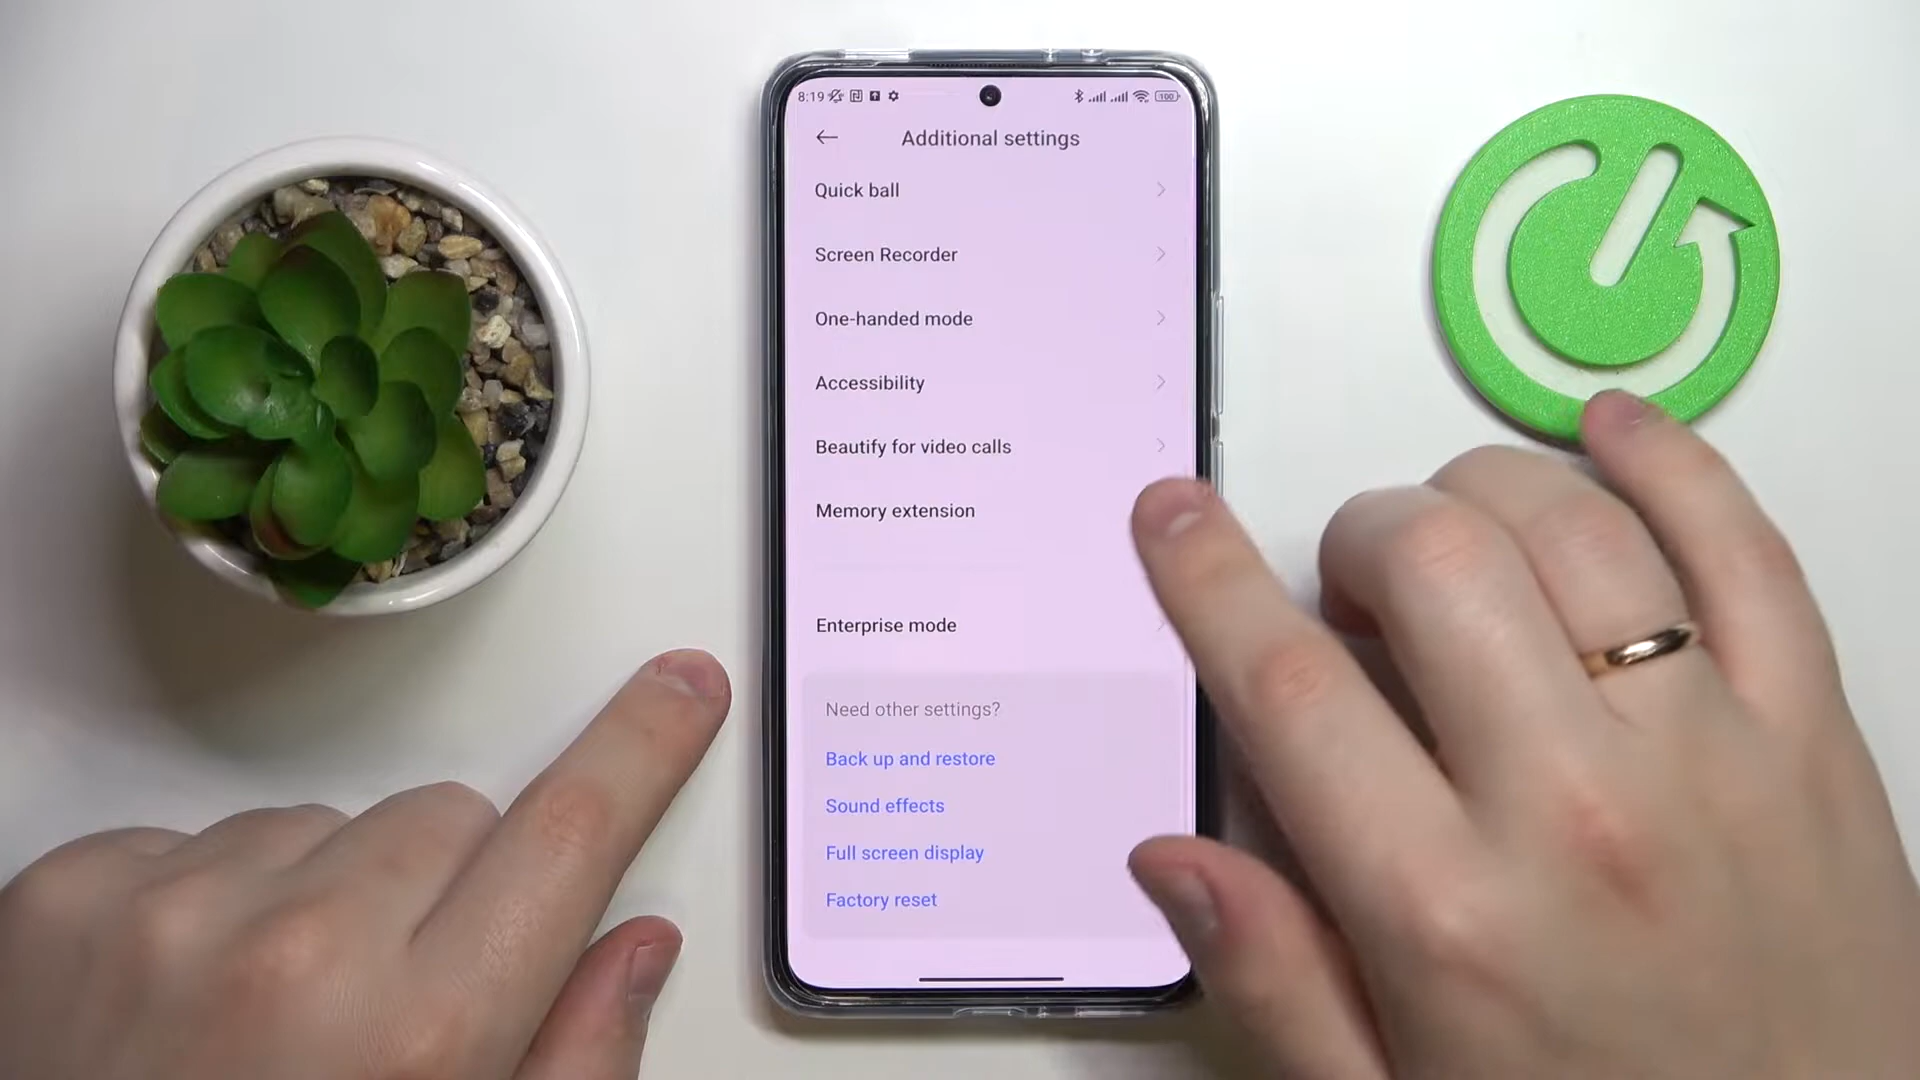 8:19
100
Additional settings
Quick ball
Screen Recorder
One-handed mode
Accessibility
Beautify for video calls
Memory extension
Enterprise mode
Need other settings?
Back up and restore
Sound effects
Full screen display
Factory reset